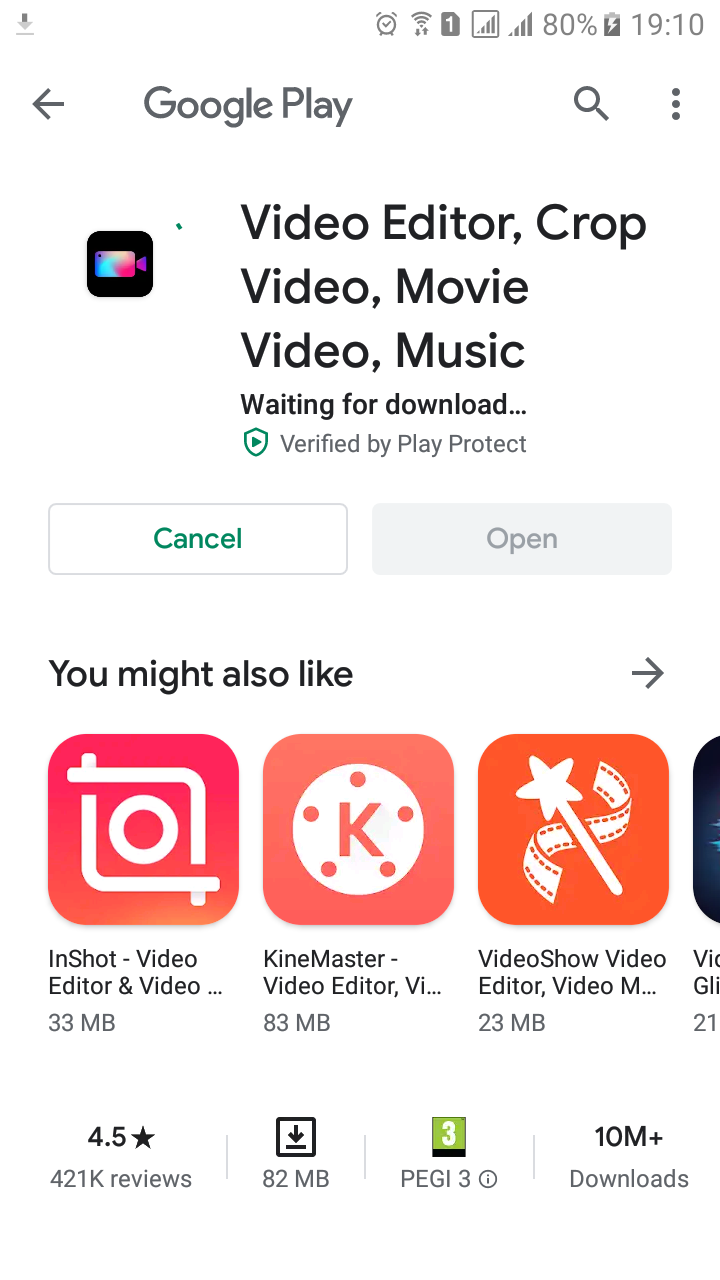 1 80% 19:10
Google Play
Video Editor, Crop
Video, Movie
Video, Music
Waiting for download...
Verified by Play Protect
Cancel Open
You might also like
K
InShot - Video KineMaster - VideoShow Video Vid
Editor & Video ... Video Editor, Vi... Editor, Video M... Gli
33 MB 83 MB 23 MB 21
4.5★ 3 10M+
421K reviews 82 MB PEGI 3 Downloads